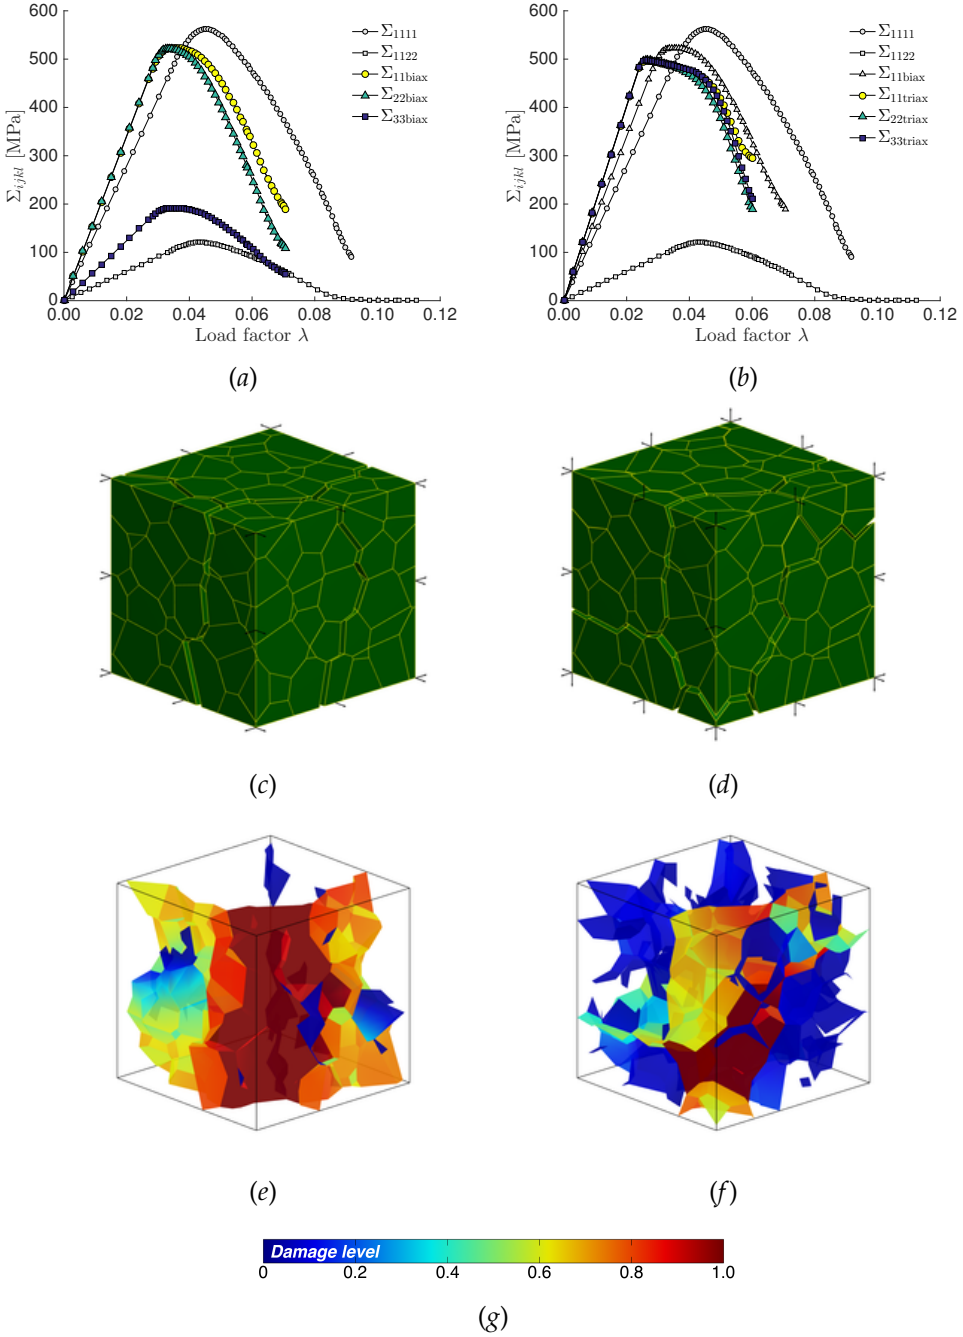 600
500
400
300
200
100
0
Σijkl [MPa]
0.00 0.02 0.04 0.06 0.08 0.10 0.12
Load factor λ
Σ1111
Σ1122
Σ11biax
Σ22biax
Σ33biax
(a)
600
500
400
300
200
100
0
Σijkl [MPa]
0.00 0.02 0.04 0.06 0.08 0.10 0.12
Load factor λ
Σ1111
Σ1122
Σ11biax
Σ11triax
Σ22triax
Σ33triax
(b)
(c)
(d)
(e)
(f)
Damage level
0 0.2 0.4 0.6 0.8 1.0
(g)